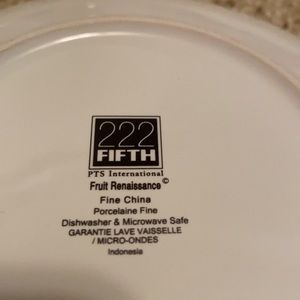 222
FIFTH
PTS International
Fruit Renaissance ©
Fine China
Porcelaine Fine
Dishwasher & Microwave Safe
GARANTIE LAVE VAISSELLE
/ MICRO-ONDES
Indonesia